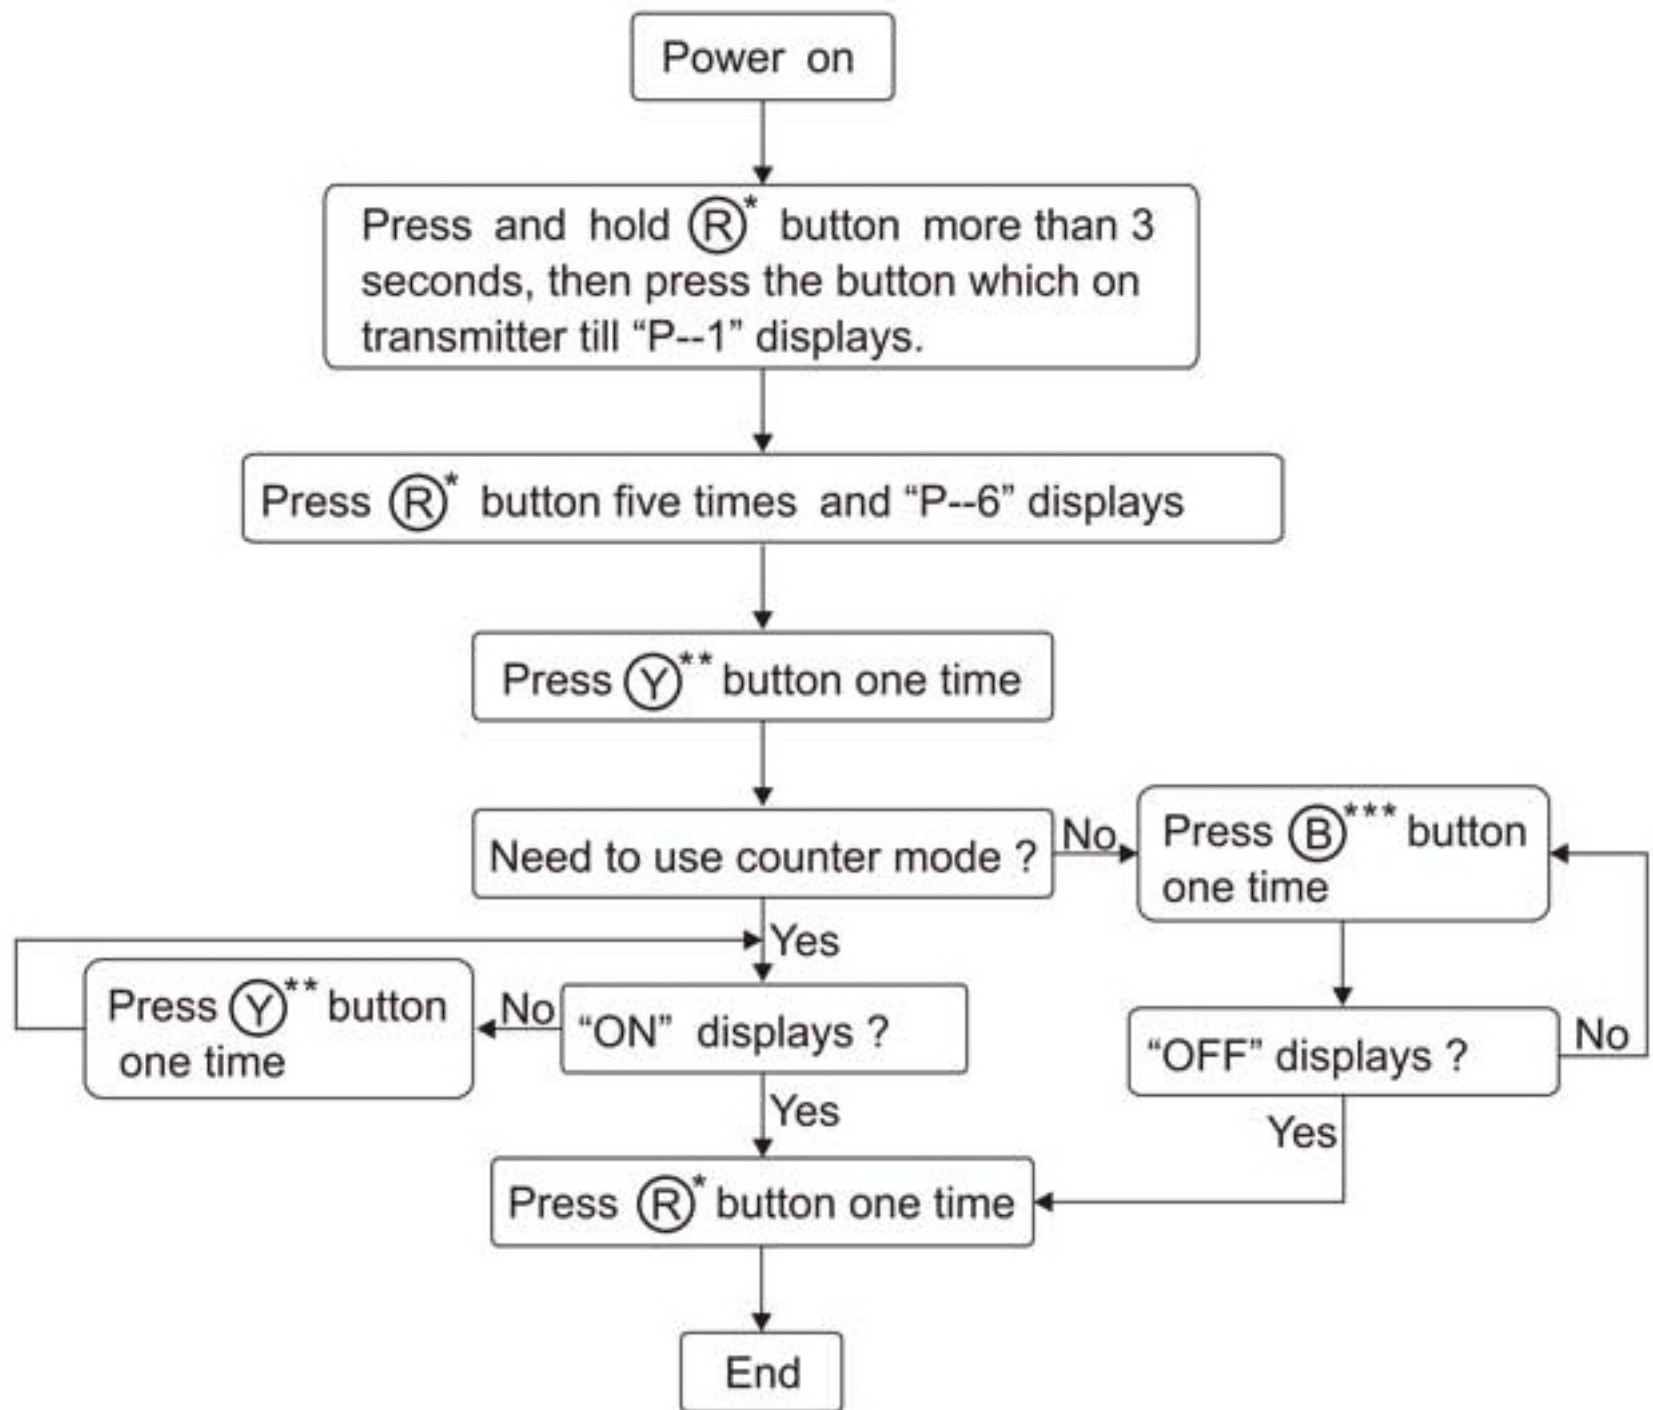 Power on
Press and hold Ⓡ* button more than 3
seconds, then press the button which on
transmitter till “P--1” displays.
Press Ⓡ* button five times and “P--6” displays
Press Ⓨ** button one time
Need to use counter mode ?
No
Press Ⓑ*** button
one time
Yes
Press Ⓨ** button
one time
No
“ON” displays ?
“OFF” displays ?
No
Yes
Yes
Press Ⓡ* button one time
End